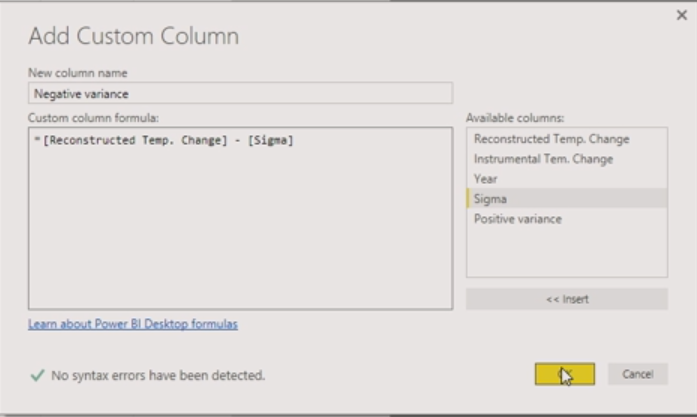 Add Custom Column
New column name
Negative variance
Custom column formula:
Available columns:
=[Reconstructed Temp. Change] - [Sigma]
Reconstructed Temp. Change
Instrumental Tem. Change
Year
Sigma
Positive variance
<< Insert
Learn about Power BI Desktop formulas
No syntax errors have been detected.
Cancel